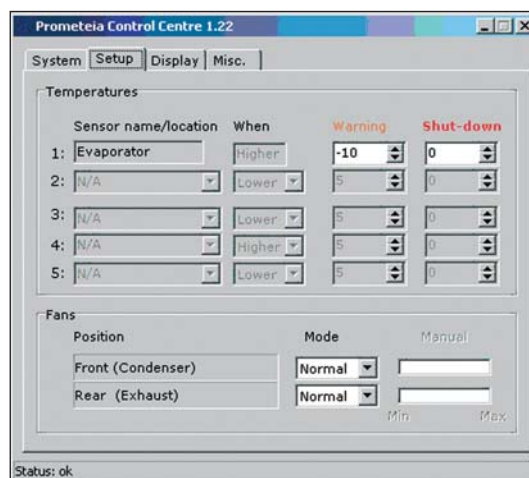 Prometeia Control Centre 1.22
System Setup Display Misc.
Temperatures
Sensor name/location When Warning Shut-down
1: Evaporator Higher -10 0
2: N/A Lower 5 0
3: N/A Lower 5 0
4: N/A Higher 5 0
5: N/A Lower 5 0
Fans
Position Mode Manual
Front (Condenser) Normal
Rear (Exhaust) Normal
Min Max
Status: ok